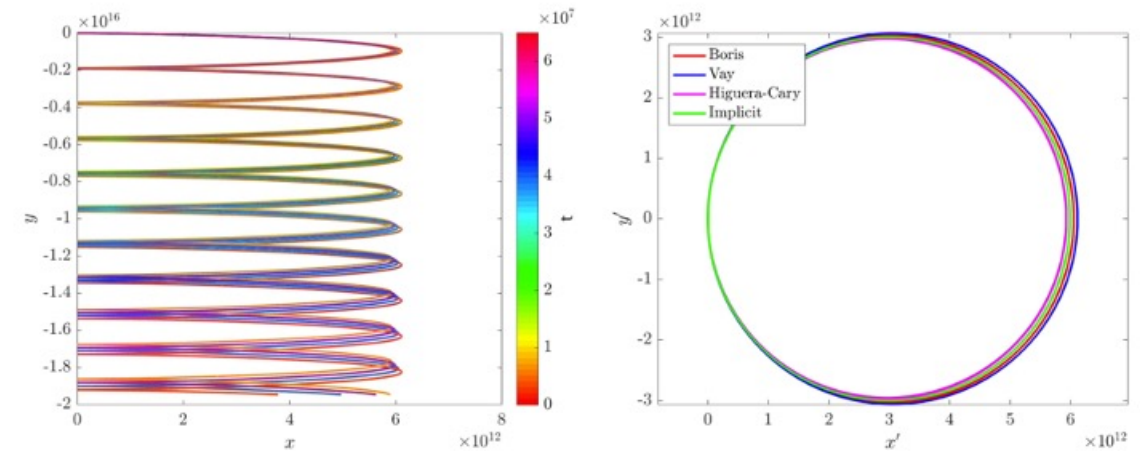 ×10^16
0
-0.2
-0.4
-0.6
-0.8
-1
-1.2
-1.4
-1.6
-1.8
-2
y
0 2 4 6 8
×10^12
x
×10^7
6
5
4
3
2
1
0
t
×10^12
3
2
1
0
-1
-2
-3
y′
Boris
Vay
Higuera-Cary
Implicit
0 1 2 3 4 5 6
×10^12
x′